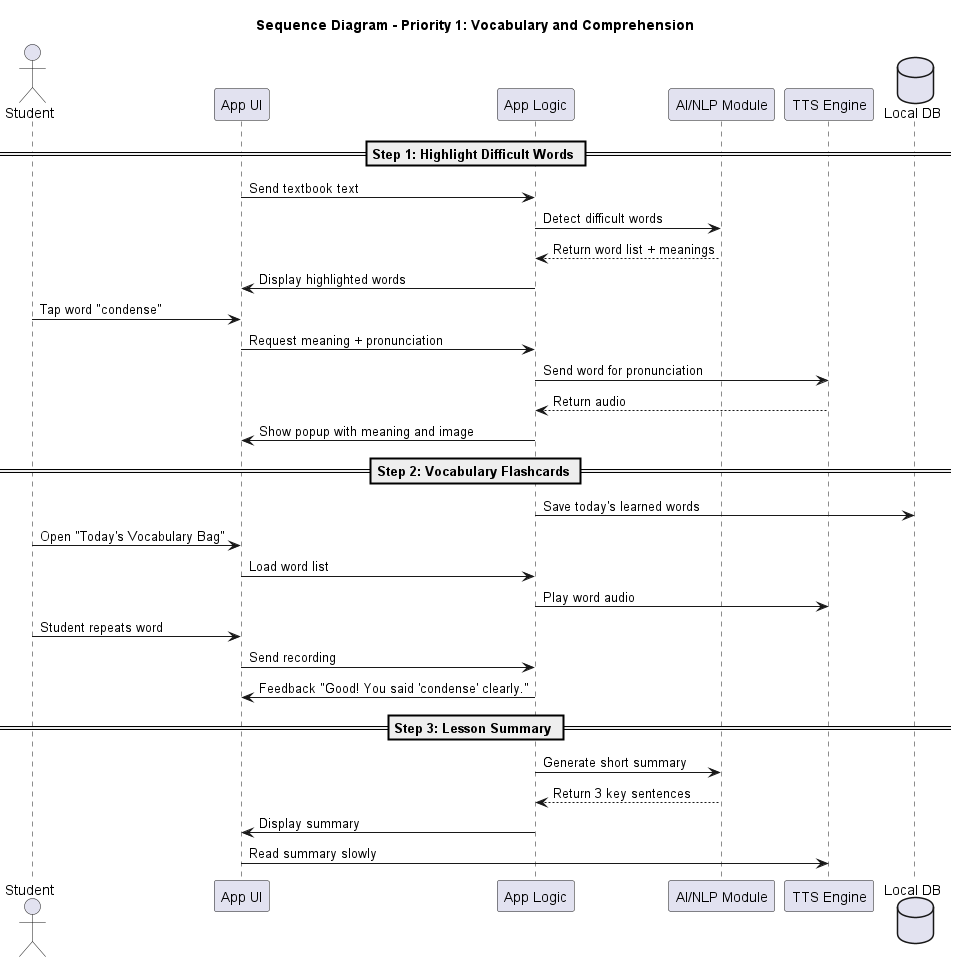 Sequence Diagram - Priority 1: Vocabulary and Comprehension
Student
App UI
App Logic
AI/NLP Module
TTS Engine
Local DB
Step 1: Highlight Difficult Words
Send textbook text
Detect difficult words
Return word list + meanings
Display highlighted words
Tap word "condense"
Request meaning + pronunciation
Send word for pronunciation
Return audio
Show popup with meaning and image
Step 2: Vocabulary Flashcards
Save today's learned words
Open "Today's Vocabulary Bag"
Load word list
Play word audio
Student repeats word
Send recording
Feedback "Good! You said 'condense' clearly."
Step 3: Lesson Summary
Generate short summary
Return 3 key sentences
Display summary
Read summary slowly
Student
App UI
App Logic
AI/NLP Module
TTS Engine
Local DB